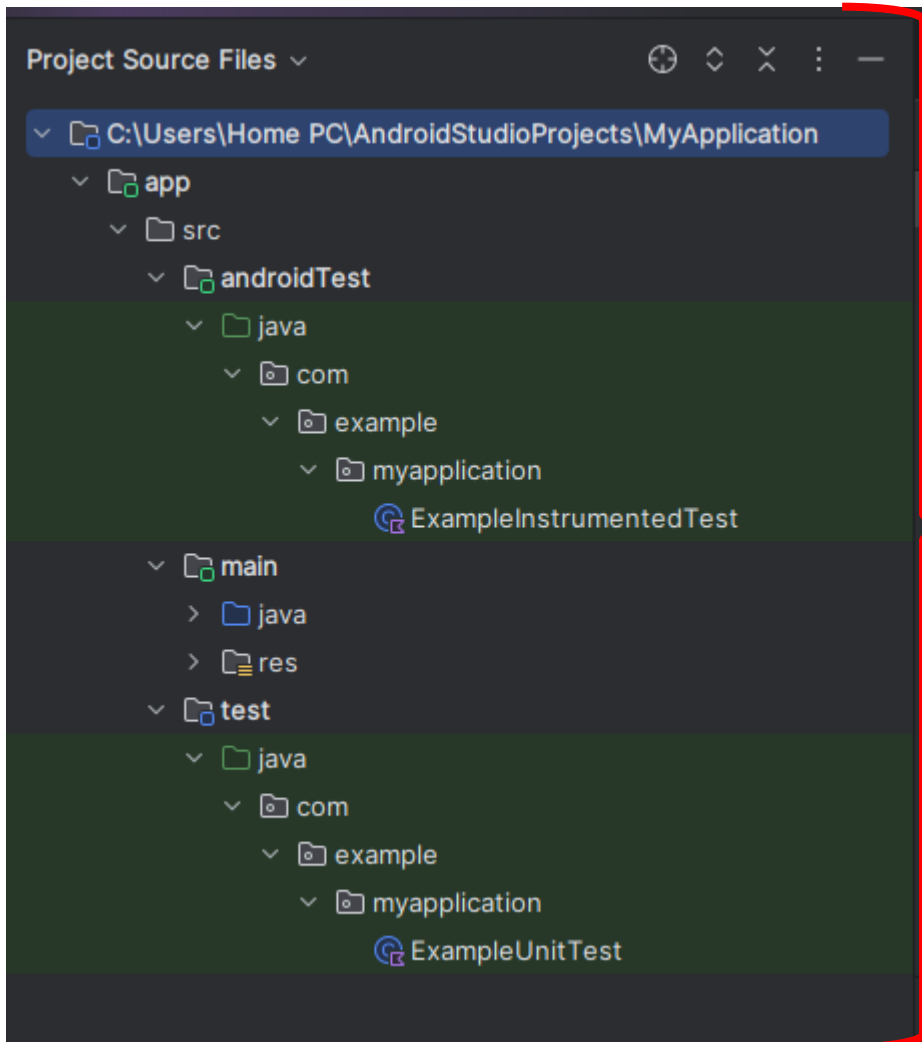 Project Source Files
C:\Users\Home PC\AndroidStudioProjects\MyApplication
app
src
androidTest
java
com
example
myapplication
ExampleInstrumentedTest
main
java
res
test
java
com
example
myapplication
ExampleUnitTest